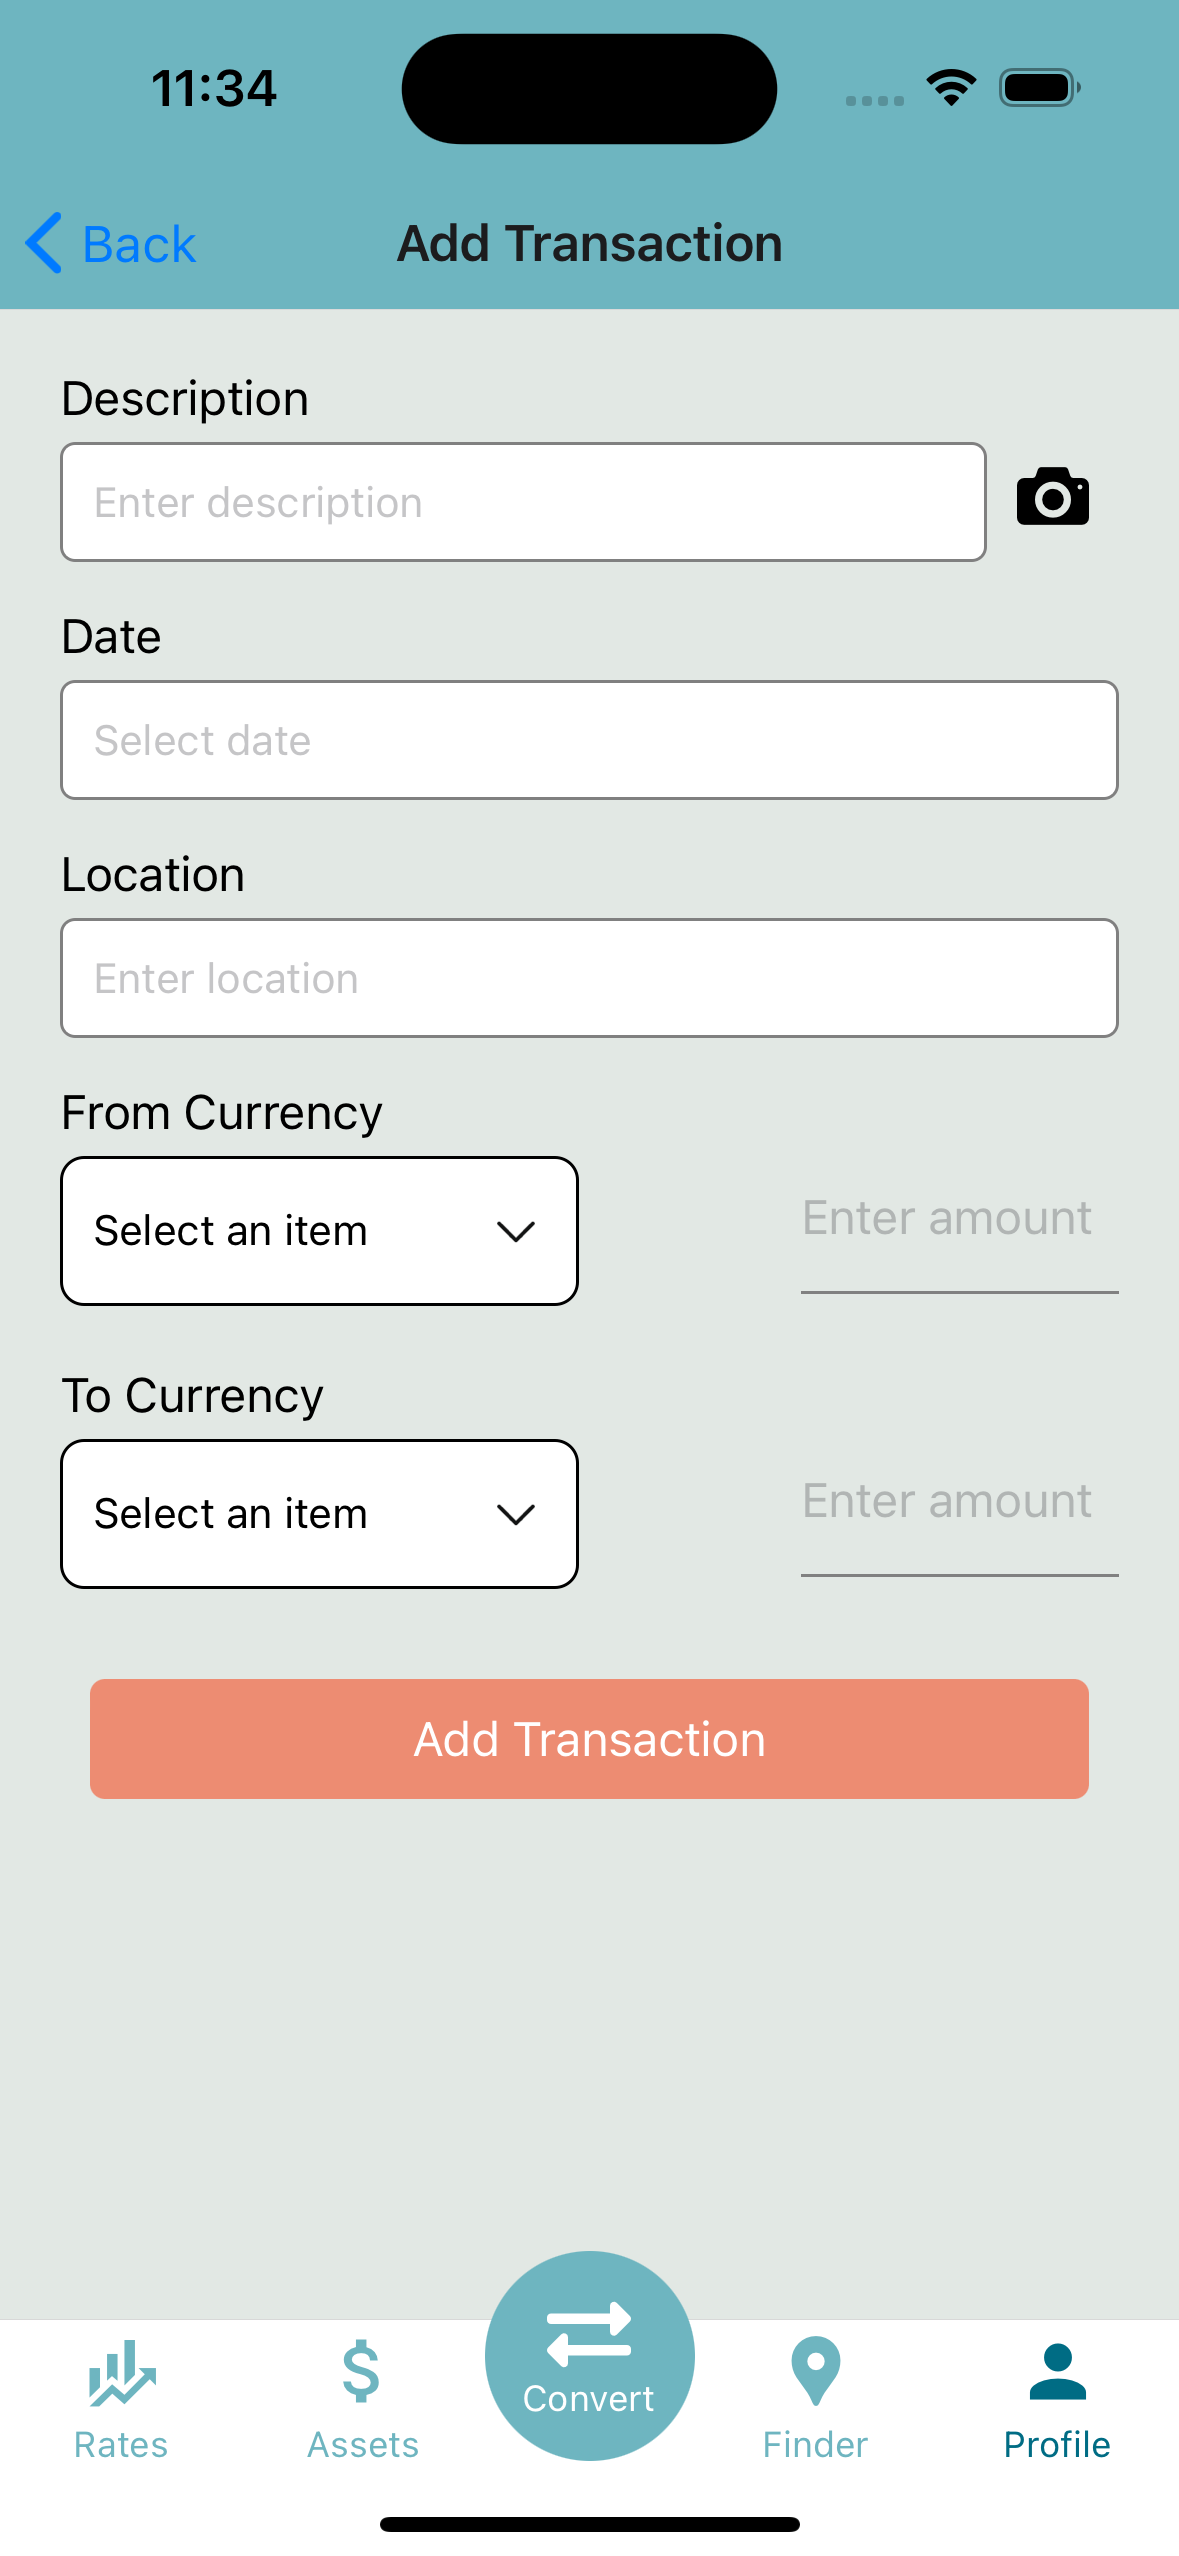 11:34
Back
Add Transaction
Description
Enter description
Date
Select date
Location
Enter location
From Currency
Select an item
Enter amount
To Currency
Select an item
Enter amount
Add Transaction
Rates
Assets
Convert
Finder
Profile